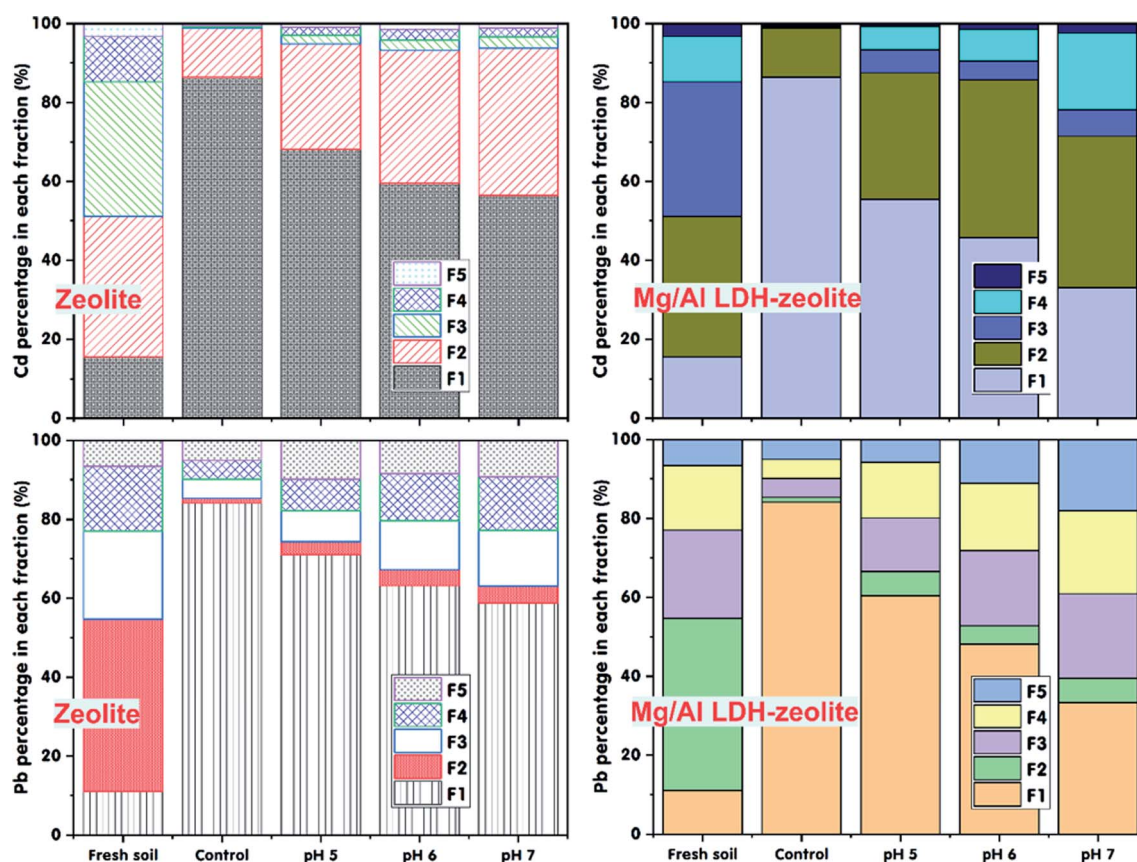 Cd percentage in each fraction (%)
100
80
60
40
20
0
Zeolite
F5
F4
F3
F2
F1
Cd percentage in each fraction (%)
100
80
60
40
20
0
Mg/Al LDH-zeolite
F5
F4
F3
F2
F1
Pb percentage in each fraction (%)
100
80
60
40
20
0
Zeolite
F5
F4
F3
F2
F1
Fresh soil Control pH 5 pH 6 pH 7
Pb percentage in each fraction (%)
100
80
60
40
20
0
Mg/Al LDH-zeolite
F5
F4
F3
F2
F1
Fresh soil Control pH 5 pH 6 pH 7